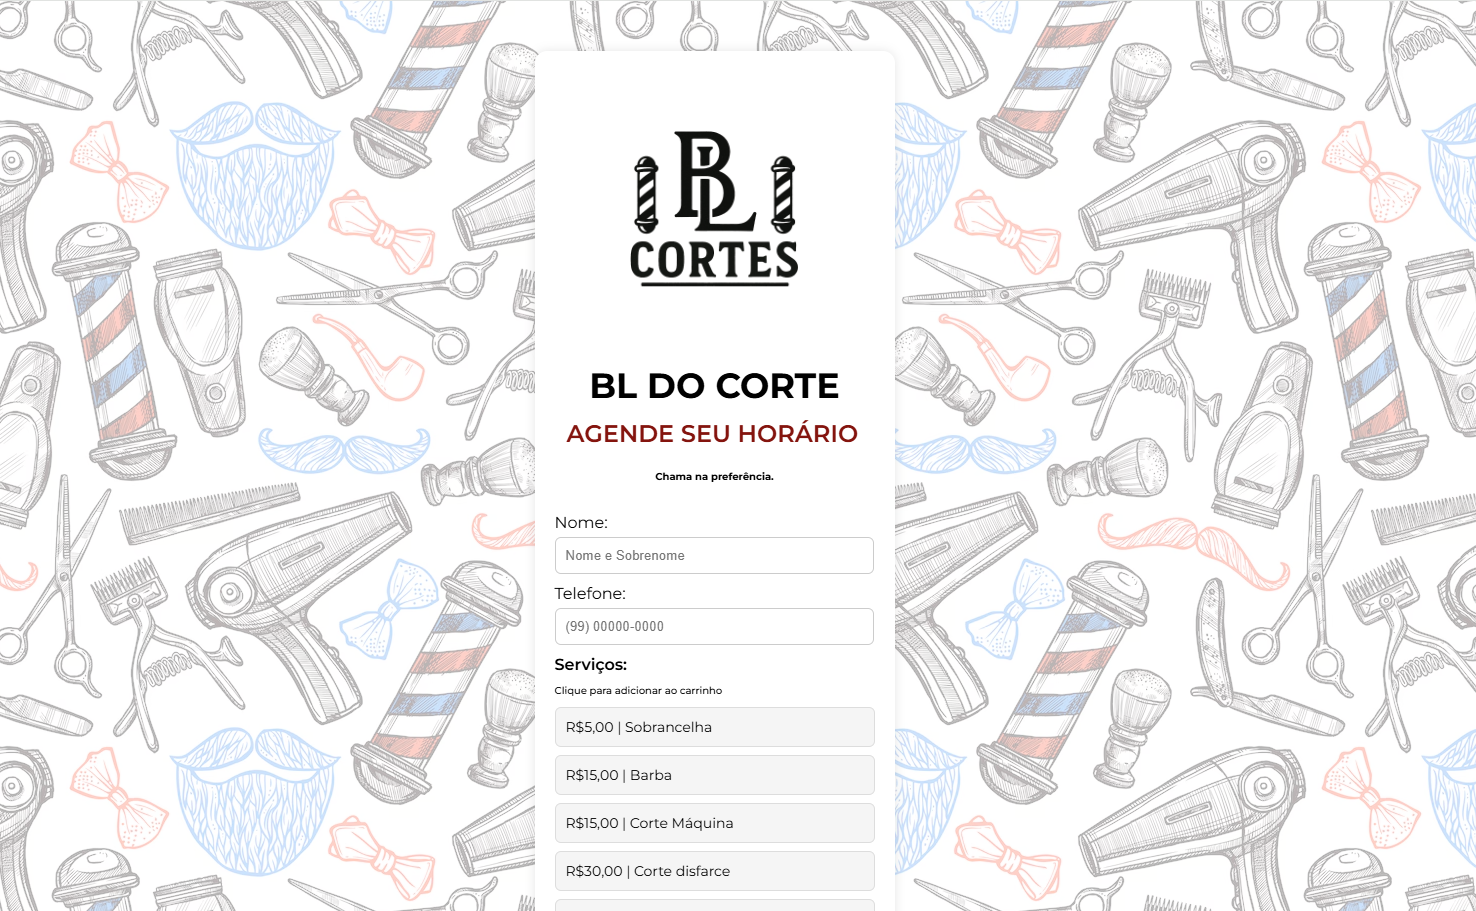 BL
CORTES
BL DO CORTE
AGENDE SEU HORÁRIO
Chama na preferência.
Nome:
Nome e Sobrenome
Telefone:
(99) 00000-0000
Serviços:
Clique para adicionar ao carrinho
R$5,00 | Sobrancelha
R$15,00 | Barba
R$15,00 | Corte Máquina
R$30,00 | Corte disfarce